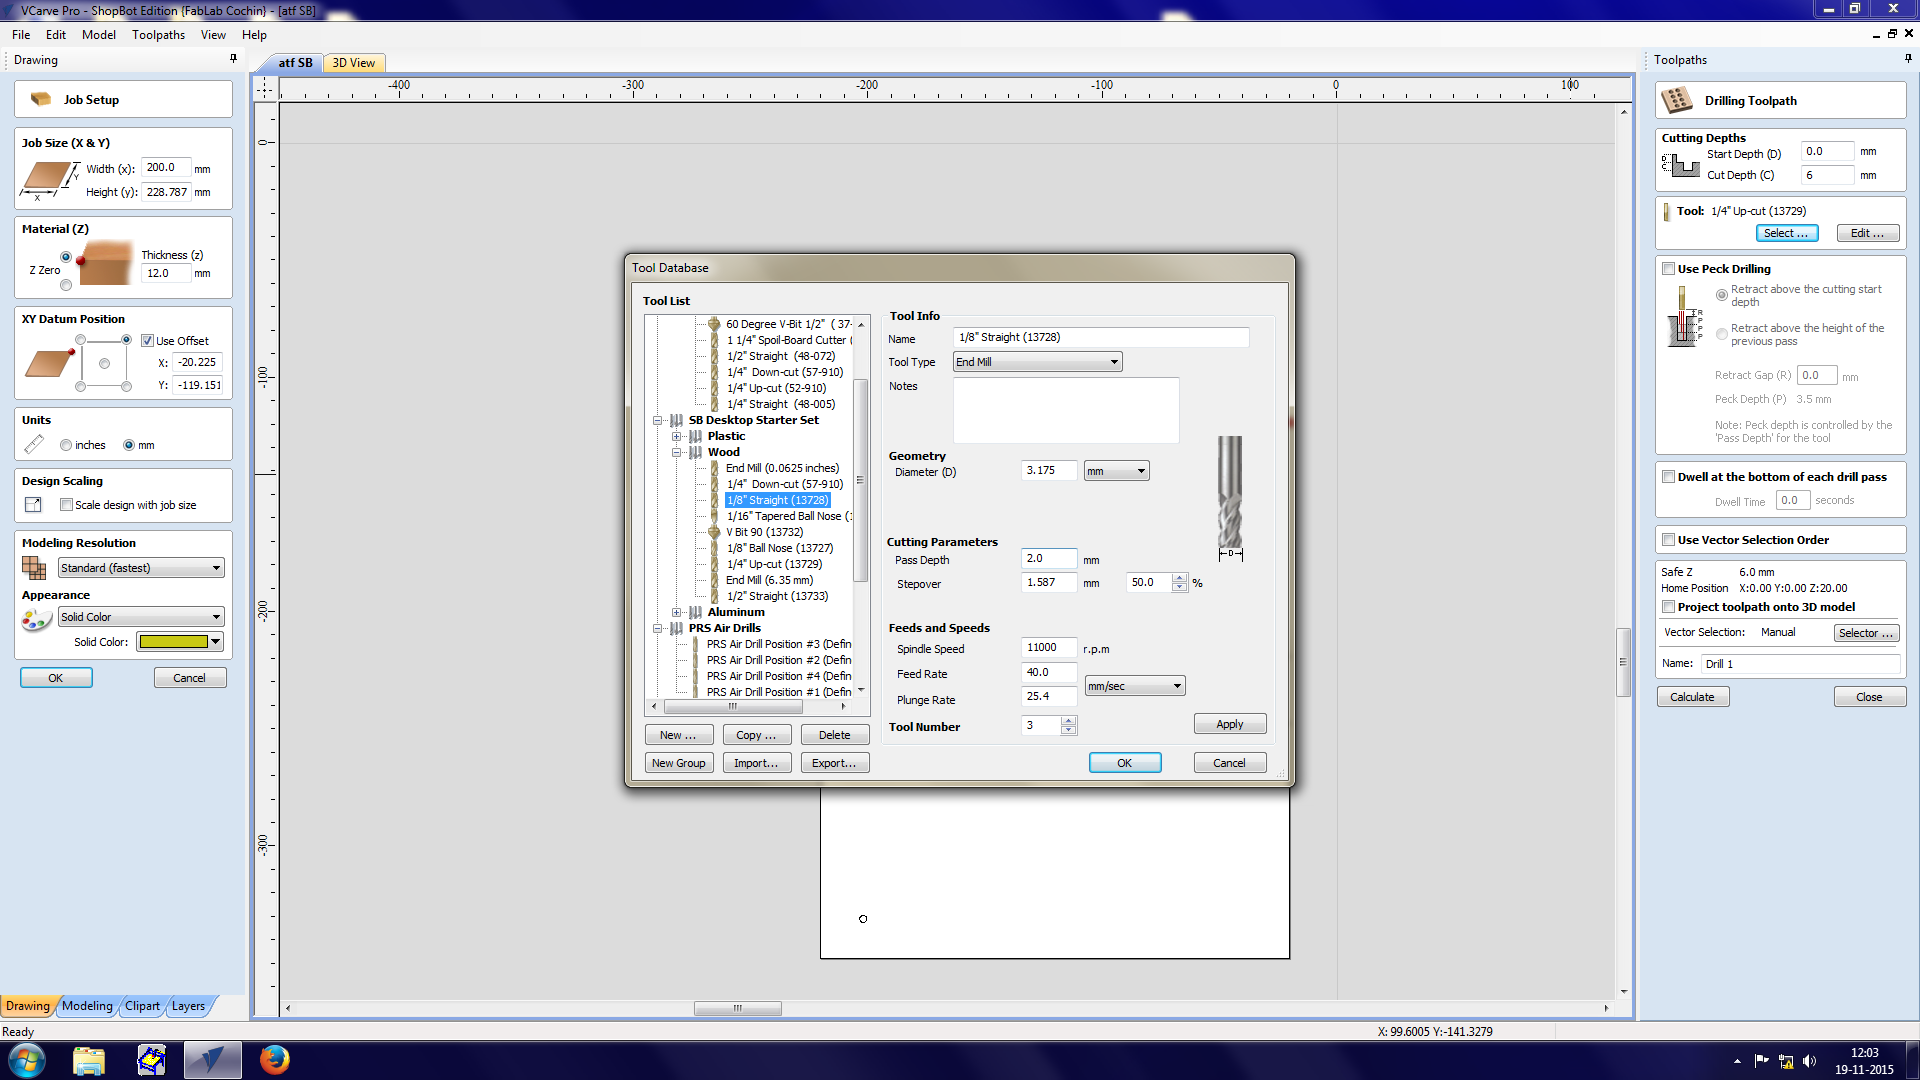 VCarve Pro - ShopBot Edition {FabLab Cochin} - [atf SB]
File Edit Model Toolpaths View Help
Drawing
Job Setup
Job Size (X & Y)
Width (x): 200.0 mm
Height (y): 228.787 mm
Material (Z)
Thickness (z)
Z Zero 12.0 mm
XY Datum Position
Use Offset
X: -20.225
Y: -119.151
Units
inches mm
Design Scaling
Scale design with job size
Modeling Resolution
Standard (fastest)
Appearance
Solid Color
Solid Color:
OK Cancel
Drawing Modeling Clipart Layers
Ready
atf SB 3D View
-400 -300 -200 -100 0 100
0
-100
-200
-300
Tool Database
Tool List
60 Degree V-Bit 1/2" ( 37-
1 1/4" Spoil-Board Cutter (
1/2" Straight (48-072)
1/4" Down-cut (57-910)
1/4" Up-cut (52-910)
1/4" Straight (48-005)
SB Desktop Starter Set
Plastic
Wood
End Mill (0.0625 inches)
1/4" Down-cut (57-910)
1/8" Straight (13728)
1/16" Tapered Ball Nose (
V Bit 90 (13732)
1/8" Ball Nose (13727)
1/4" Up-cut (13729)
End Mill (6.35 mm)
1/2" Straight (13733)
Aluminum
PRS Air Drills
PRS Air Drill Position #3 (Defin
PRS Air Drill Position #2 (Defin
PRS Air Drill Position #4 (Defin
PRS Air Drill Position #1 (Defin
New ... Copy ... Delete
New Group Import... Export...
Tool Info
Name 1/8" Straight (13728)
Tool Type End Mill
Notes
Geometry
Diameter (D) 3.175 mm
D
Cutting Parameters
Pass Depth 2.0 mm
Stepover 1.587 mm 50.0 %
Feeds and Speeds
Spindle Speed 11000 r.p.m
Feed Rate 40.0
mm/sec
Plunge Rate 25.4
Tool Number 3
Apply
OK Cancel
Toolpaths
Drilling Toolpath
Cutting Depths
Start Depth (D) 0.0 mm
Cut Depth (C) 6 mm
Tool: 1/4" Up-cut (13729)
Select ... Edit ...
Use Peck Drilling
Retract above the cutting start
depth
Retract above the height of the
previous pass
Retract Gap (R) 0.0 mm
Peck Depth (P) 3.5 mm
Note: Peck depth is controlled by the
'Pass Depth' for the tool
Dwell at the bottom of each drill pass
Dwell Time 0.0 seconds
Use Vector Selection Order
Safe Z 6.0 mm
Home Position X:0.00 Y:0.00 Z:20.00
Project toolpath onto 3D model
Vector Selection: Manual Selector ...
Name: Drill 1
Calculate Close
X: 99.6005 Y:-141.3279
12:03
19-11-2015